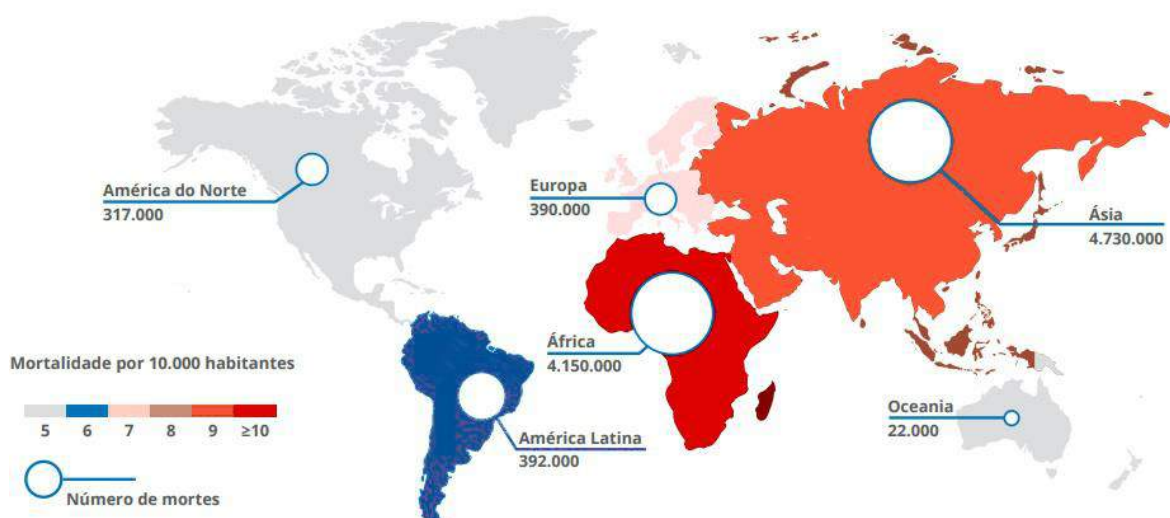 América do Norte
317.000
Europa
390.000
Ásia
4.730.000
África
4.150.000
Mortalidade por 10.000 habitantes
5 6 7 8 9 ≥10
Oceania
22.000
América Latina
392.000
Número de mortes